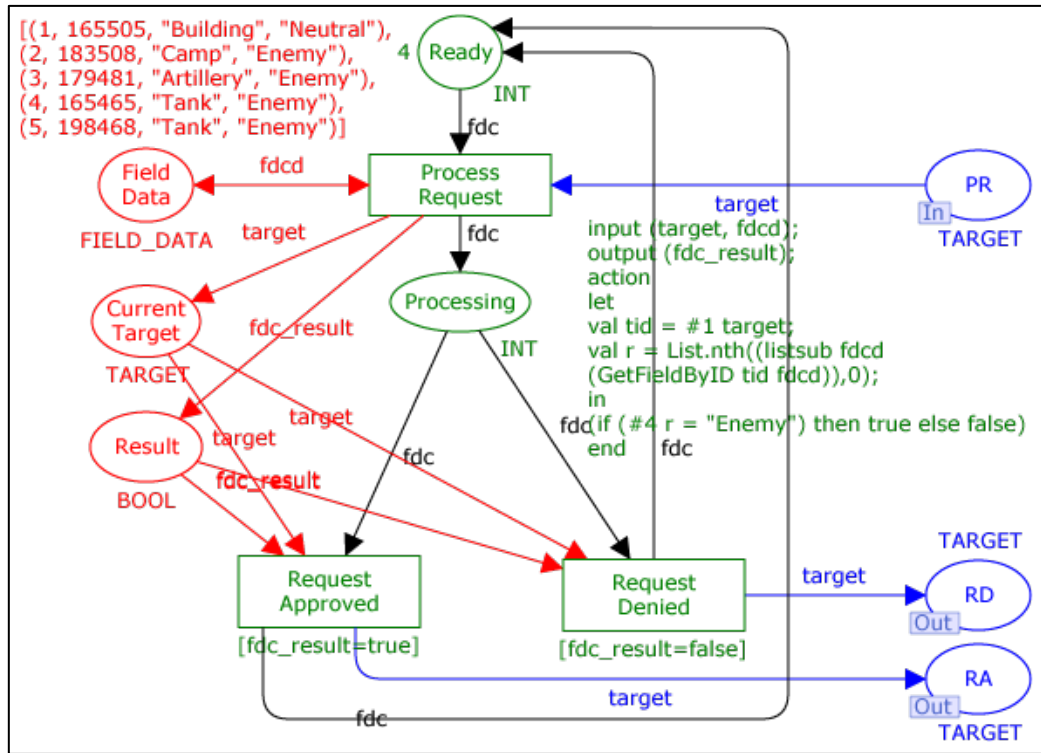 [(1, 165505, "Building", "Neutral"),
(2, 183508, "Camp", "Enemy"),
(3, 179481, "Artillery", "Enemy"),
(4, 165465, "Tank", "Enemy"),
(5, 198468, "Tank", "Enemy")]
4
Ready
INT
fdc
Field
Data
FIELD_DATA
fdcd
Process
Request
target
PR
In
TARGET
target
fdc
input (target, fdcd);
output (fdc_result);
action
let
val tid = #1 target;
val r = List.nth((listsub fdcd
(GetFieldByID tid fdcd)),0);
in
(if (#4 r = "Enemy") then true else false)
end
Current
Target
TARGET
fdc_result
Processing
INT
target
target
fdc
fdc
fdc
Result
BOOL
fdc_result
fdc_result
Request
Approved
[fdc_result=true]
Request
Denied
[fdc_result=false]
target
TARGET
RD
Out
target
RA
Out
TARGET
fdc